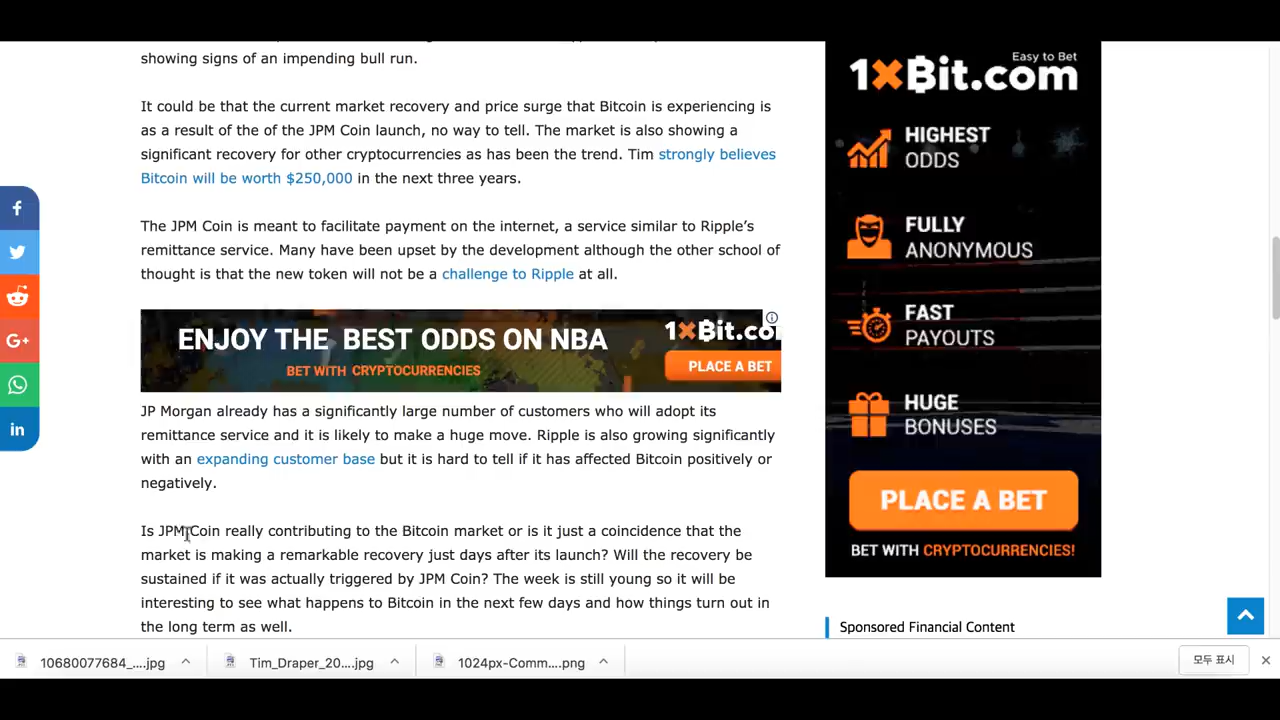 showing signs of an impending bull run.
It could be that the current market recovery and price surge that Bitcoin is experiencing is
as a result of the of the JPM Coin launch, no way to tell. The market is also showing a
significant recovery for other cryptocurrencies as has been the trend. Tim strongly believes
Bitcoin will be worth $250,000 in the next three years.
The JPM Coin is meant to facilitate payment on the internet, a service similar to Ripple’s
remittance service. Many have been upset by the development although the other school of
thought is that the new token will not be a challenge to Ripple at all.
ENJOY THE BEST ODDS ON NBA
BET WITH CRYPTOCURRENCIES
1xBit.co
PLACE A BET
JP Morgan already has a significantly large number of customers who will adopt its
remittance service and it is likely to make a huge move. Ripple is also growing significantly
with an expanding customer base but it is hard to tell if it has affected Bitcoin positively or
negatively.
Is JPM Coin really contributing to the Bitcoin market or is it just a coincidence that the
market is making a remarkable recovery just days after its launch? Will the recovery be
sustained if it was actually triggered by JPM Coin? The week is still young so it will be
interesting to see what happens to Bitcoin in the next few days and how things turn out in
the long term as well.
Easy to Bet
1xBit.com
HIGHEST
ODDS
FULLY
ANONYMOUS
FAST
PAYOUTS
HUGE
BONUSES
PLACE A BET
BET WITH CRYPTOCURRENCIES!
Sponsored Financial Content
f
G+
in
10680077684_....jpg
Tim_Draper_20....jpg
1024px-Comm....png
모두 표시